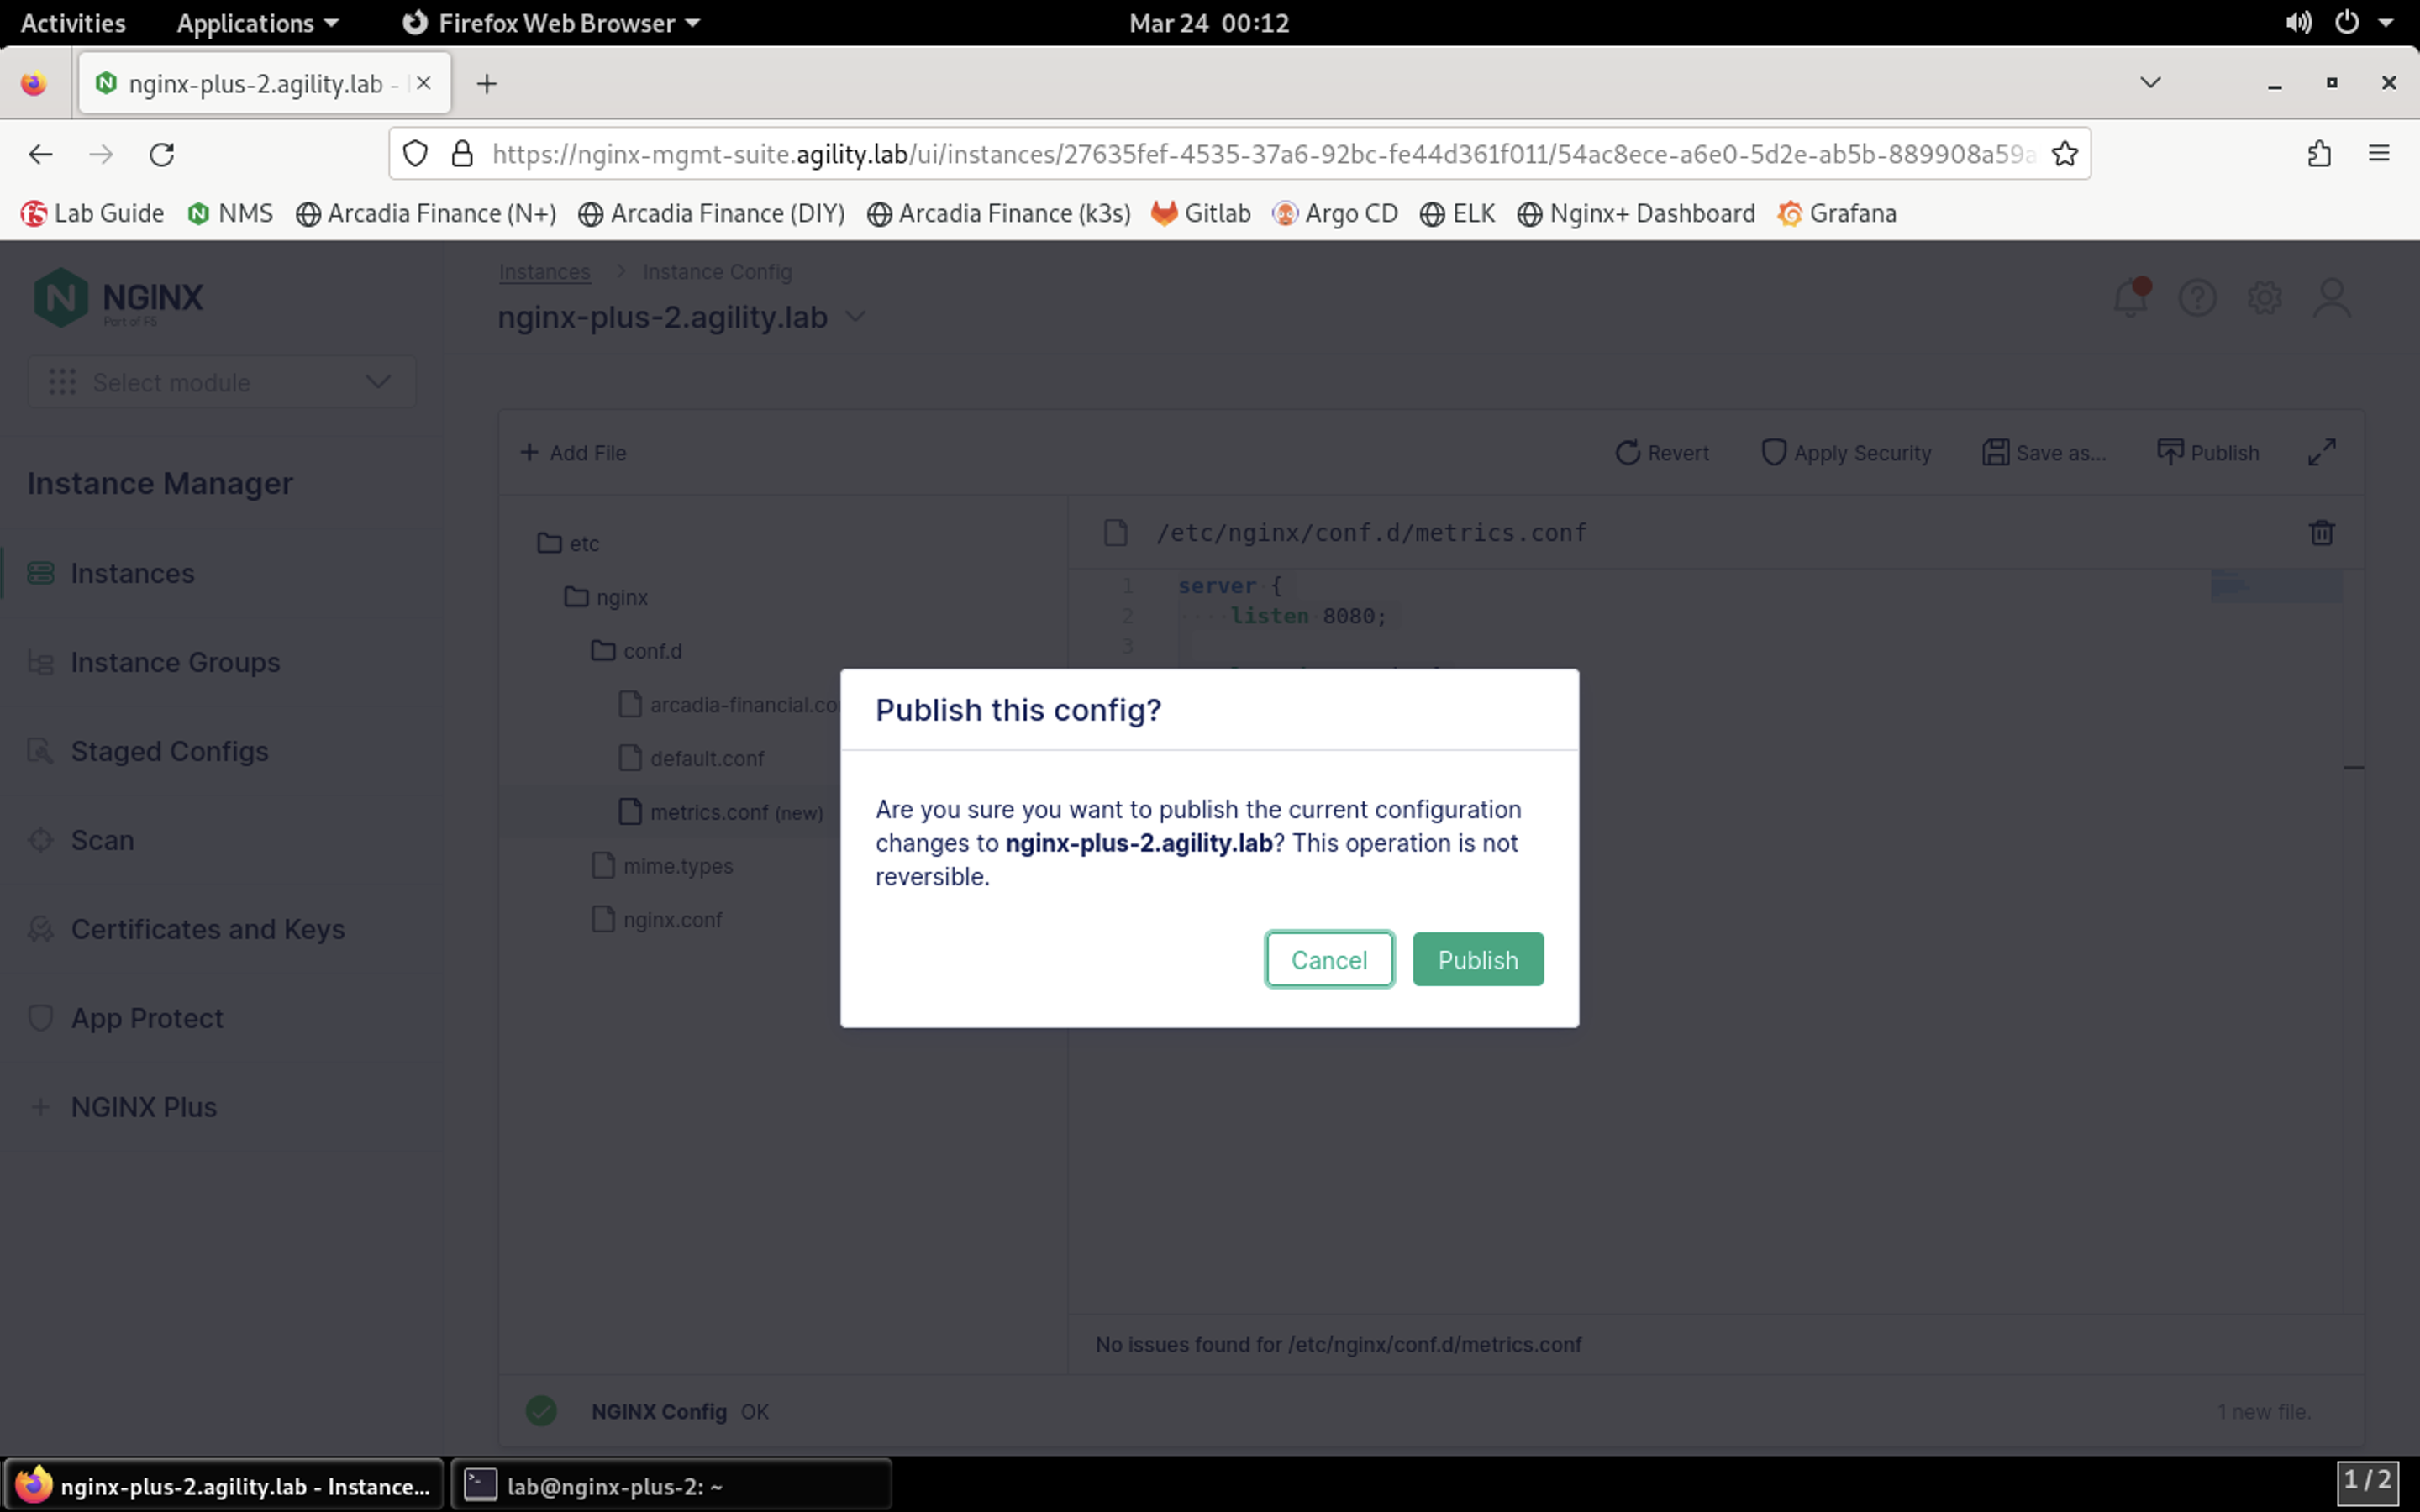 Activities Applications Firefox Web Browser Mar 24 00:12
nginx-plus-2.agility.lab -
https://nginx-mgmt-suite.agility.lab/ui/instances/27635fef-4535-37a6-92bc-fe44d361f011/54ac8ece-a6e0-5d2e-ab5b-889908a59a
Lab Guide NMS Arcadia Finance (N+) Arcadia Finance (DIY) Arcadia Finance (k3s) Gitlab Argo CD ELK Nginx+ Dashboard Grafana
NGINX
Part of F5
Instances > Instance Config
nginx-plus-2.agility.lab
Select module
Instance Manager
Instances
Instance Groups
Staged Configs
Scan
Certificates and Keys
App Protect
NGINX Plus
+ Add File
Revert Apply Security Save as... Publish
etc
nginx
conf.d
arcadia-financial.co
default.conf
metrics.conf (new)
mime.types
nginx.conf
/etc/nginx/conf.d/metrics.conf
1 server {
2 listen 8080;
3
Publish this config?
Are you sure you want to publish the current configuration
changes to nginx-plus-2.agility.lab? This operation is not
reversible.
Cancel Publish
No issues found for /etc/nginx/conf.d/metrics.conf
NGINX Config OK 1 new file.
nginx-plus-2.agility.lab - Instance... lab@nginx-plus-2: ~ 1 / 2